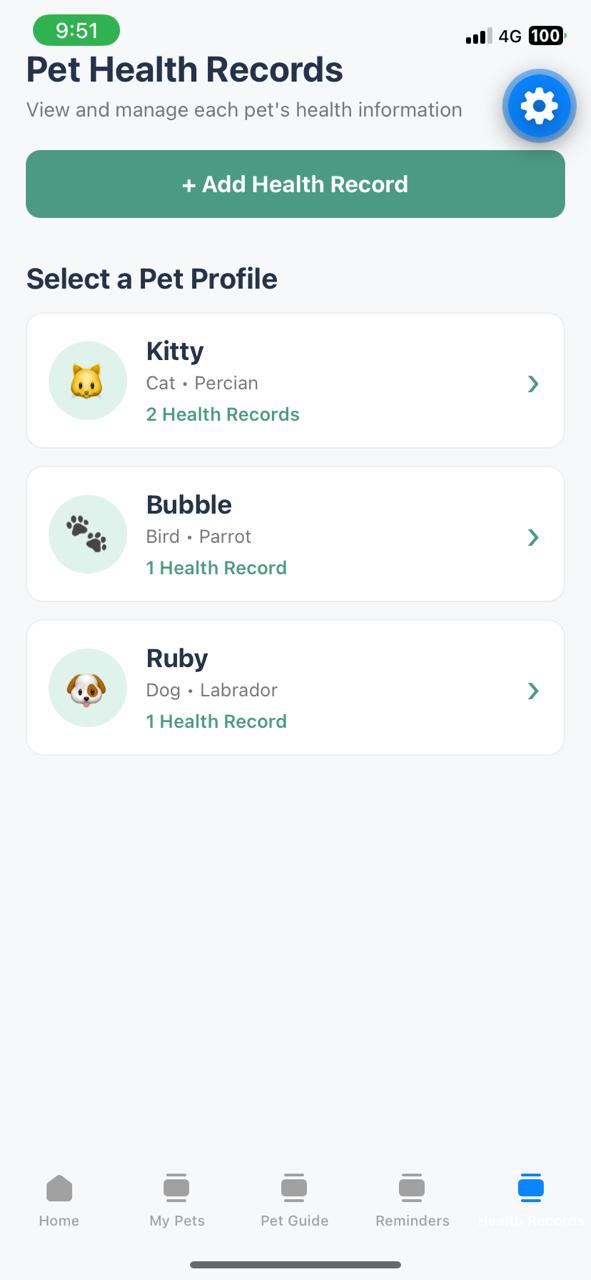 9:51
4G 100
Pet Health Records
View and manage each pet's health information
+ Add Health Record
Select a Pet Profile
Kitty
Cat • Percian
2 Health Records
›
Bubble
Bird • Parrot
1 Health Record
›
Ruby
Dog • Labrador
1 Health Record
›
Home My Pets Pet Guide Reminders Health Records